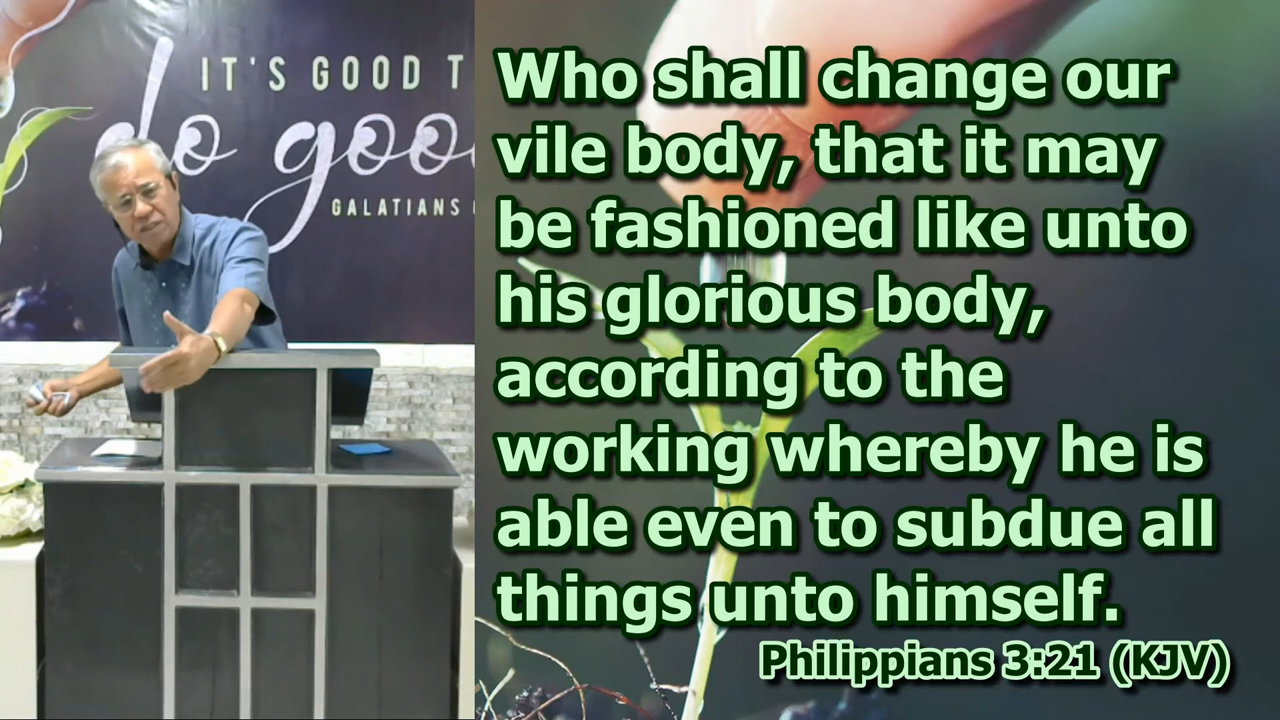 IT'S GOOD T
do goo
GALATIANS
Who shall change our
vile body, that it may
be fashioned like unto
his glorious body,
according to the
working whereby he is
able even to subdue all
things unto himself.
Philippians 3:21 (KJV)